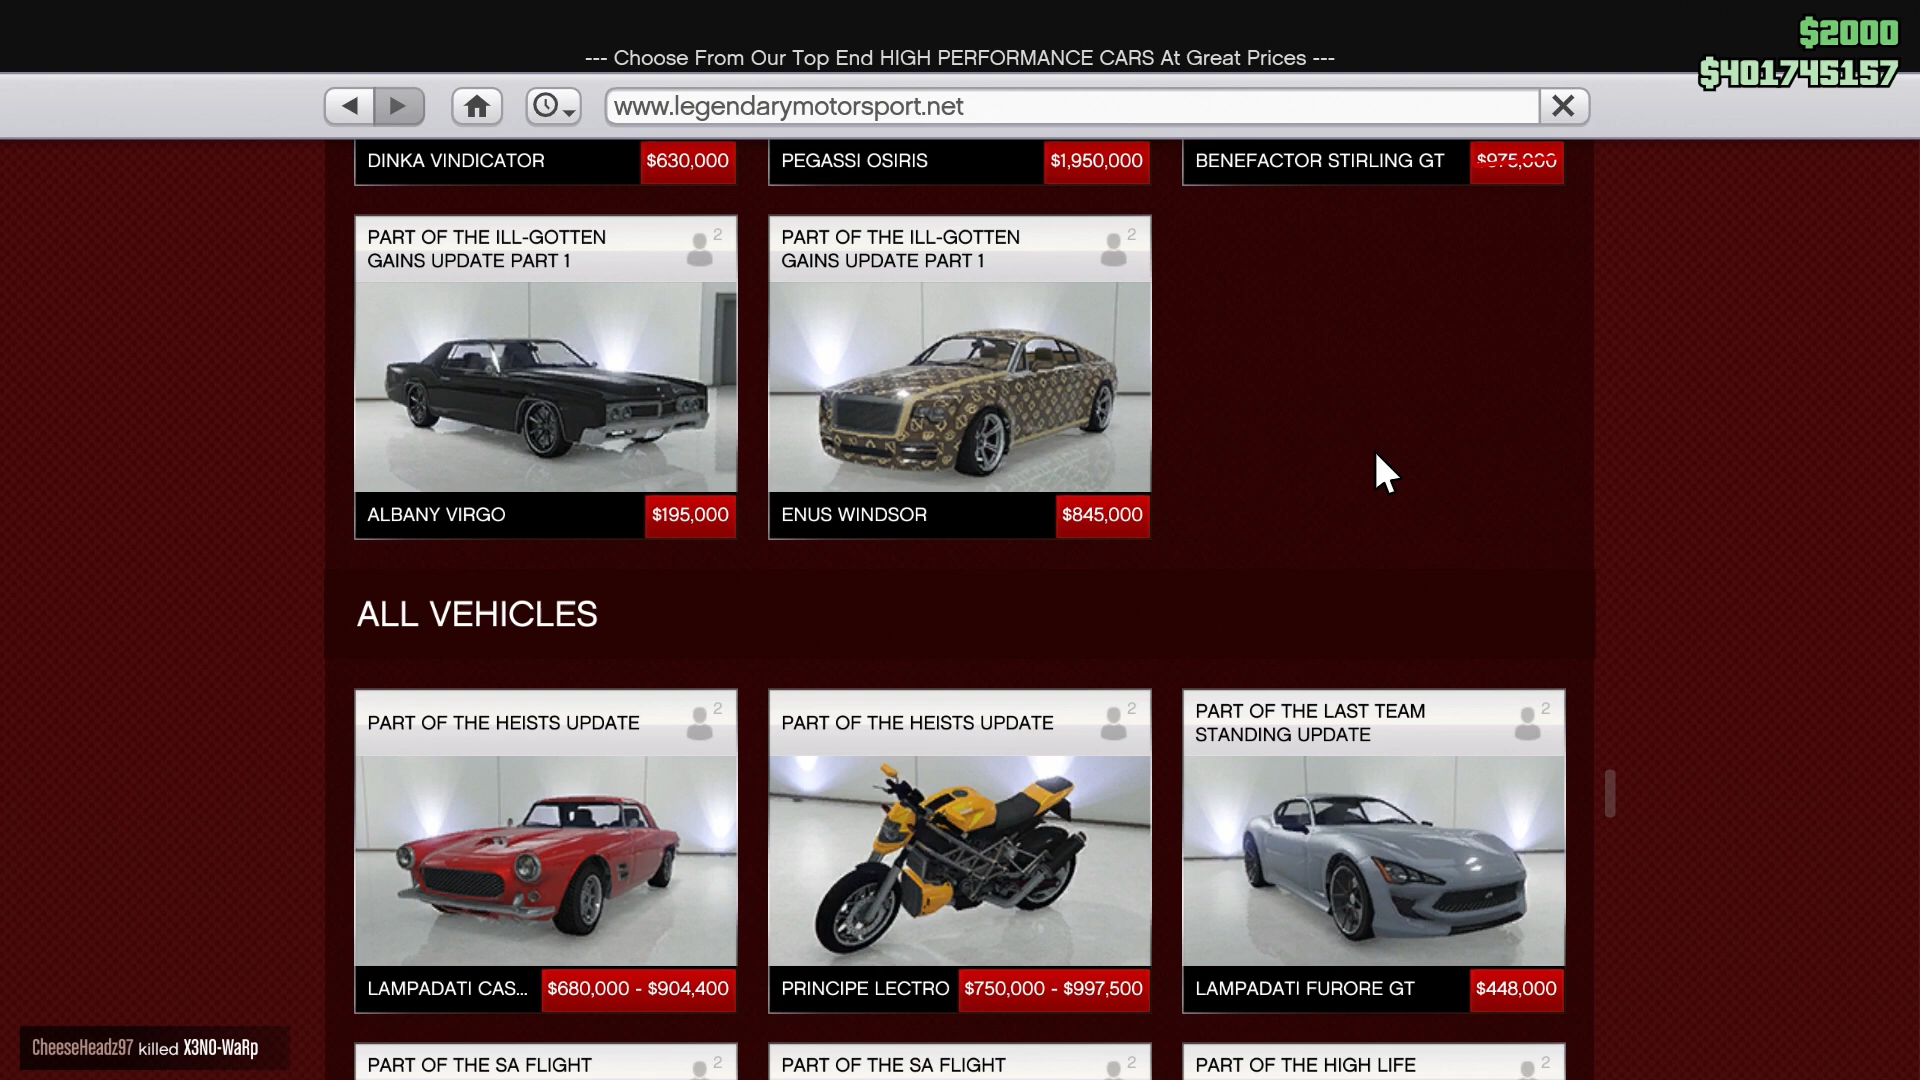 $2000
--- Choose From Our Top End HIGH PERFORMANCE CARS At Great Prices ---
$401745157
www.legendarymotorsport.net
DINKA VINDICATOR $630,000
PEGASSI OSIRIS $1,950,000
BENEFACTOR STIRLING GT $975,000
PART OF THE ILL-GOTTEN
GAINS UPDATE PART 1
2
ALBANY VIRGO $195,000
PART OF THE ILL-GOTTEN
GAINS UPDATE PART 1
2
ENUS WINDSOR $845,000
ALL VEHICLES
PART OF THE HEISTS UPDATE
2
LAMPADATI CAS... $680,000 - $904,400
PART OF THE HEISTS UPDATE
2
PRINCIPE LECTRO $750,000 - $997,500
PART OF THE LAST TEAM
STANDING UPDATE
2
LAMPADATI FURORE GT $448,000
PART OF THE SA FLIGHT
2
PART OF THE SA FLIGHT
2
PART OF THE HIGH LIFE
2
CheeseHeadz97 killed X3N0-WaRp